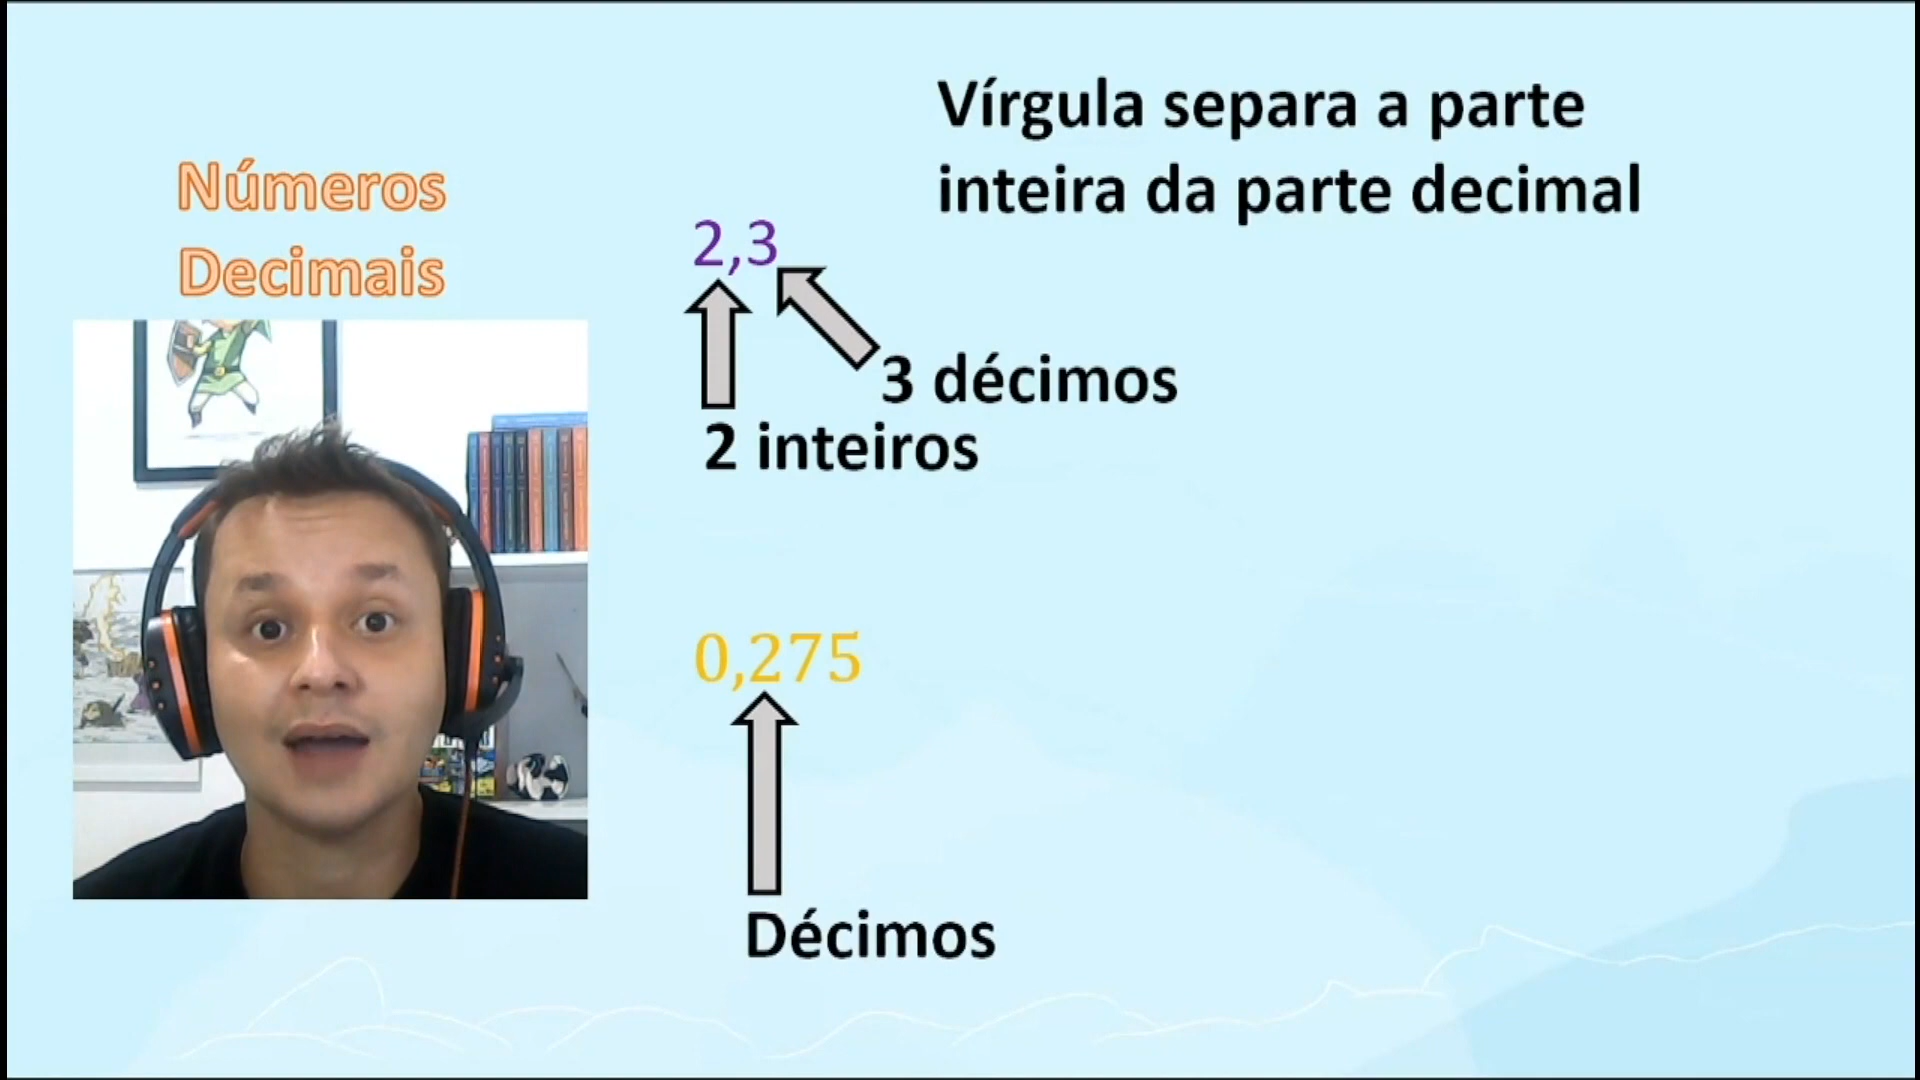 Números
Decimais
Vírgula separa a parte
inteira da parte decimal
2,3
3 décimos
2 inteiros
0,275
Décimos